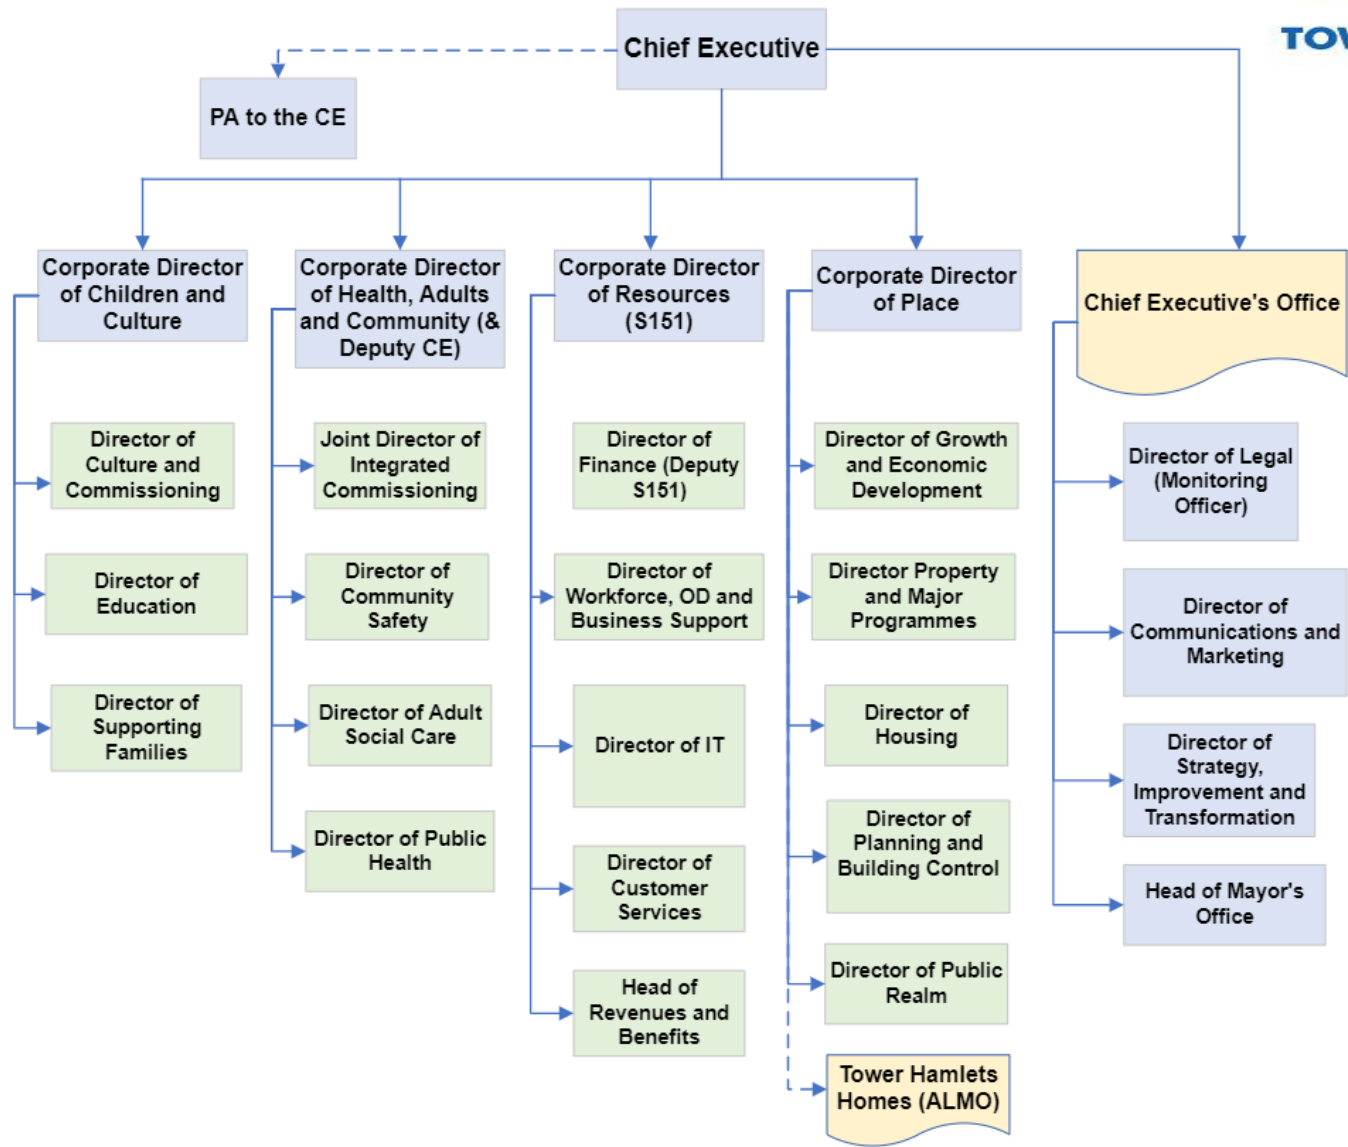 Chief Executive
TOW
PA to the CE
Corporate Director
of Children and
Culture
Corporate Director
of Health, Adults
and Community (&
Deputy CE)
Corporate Director
of Resources
(S151)
Corporate Director
of Place
Chief Executive's Office
Director of
Culture and
Commissioning
Joint Director of
Integrated
Commissioning
Director of
Finance (Deputy
S151)
Director of Growth
and Economic
Development
Director of Legal
(Monitoring
Officer)
Director of
Education
Director of
Community
Safety
Director of
Workforce, OD and
Business Support
Director Property
and Major
Programmes
Director of
Communications and
Marketing
Director of
Supporting
Families
Director of Adult
Social Care
Director of IT
Director of
Housing
Director of
Strategy,
Improvement and
Transformation
Director of Public
Health
Director of
Customer
Services
Director of
Planning and
Building Control
Head of Mayor's
Office
Head of
Revenues and
Benefits
Director of Public
Realm
Tower Hamlets
Homes (ALMO)